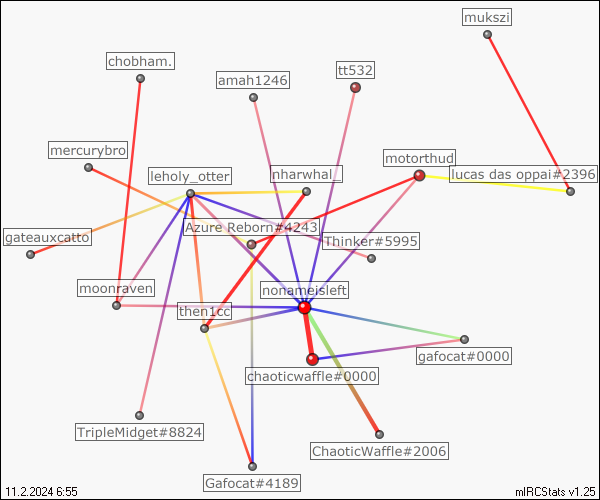 mukszi
chobham.
tt532
amah1246
mercurybro
motorthud
leholy_otter
nharwhal_
lucas das oppai#2396
Azure Reborn#4243
gateauxcatto
Thinker#5995
moonraven
nonameisleft
then1cc
gafocat#0000
chaoticwaffle#0000
TripleMidget#8824
ChaoticWaffle#2006
Gafocat#4189
11.2.2024 6:55
mIRCStats v1.25